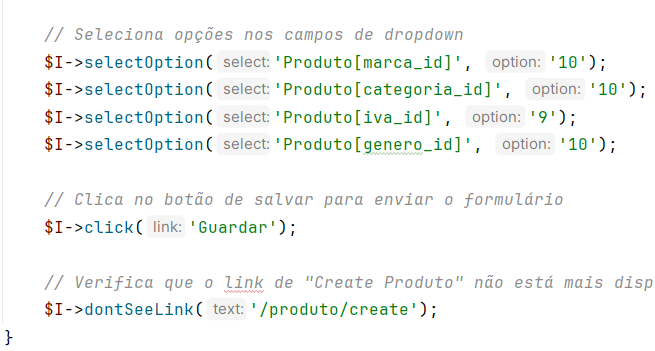 // Seleciona opções nos campos de dropdown
$I->selectOption( select: 'Produto[marca_id]', option: '10');
$I->selectOption( select: 'Produto[categoria_id]', option: '10');
$I->selectOption( select: 'Produto[iva_id]', option: '9');
$I->selectOption( select: 'Produto[genero_id]', option: '10');
// Clica no botão de salvar para enviar o formulário
$I->click( link: 'Guardar');
// Verifica que o link de "Create Produto" não está mais disp
$I->dontSeeLink( text: '/produto/create');
}